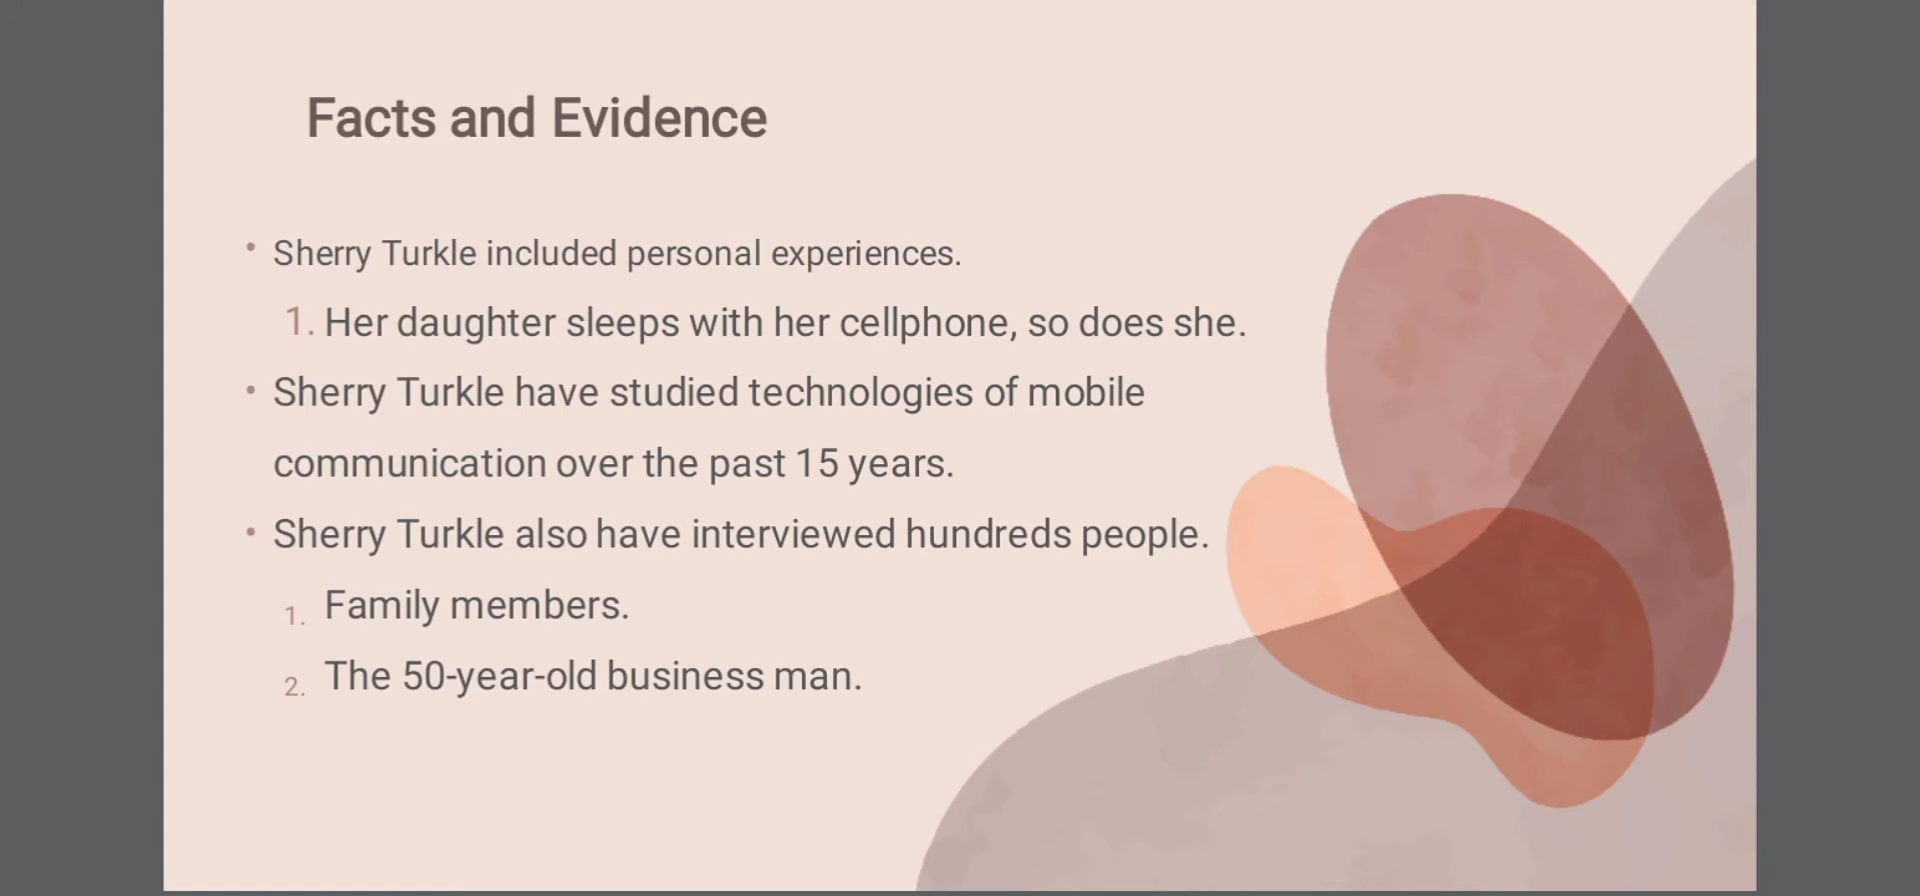 Facts and Evidence
• Sherry Turkle included personal experiences.
1. Her daughter sleeps with her cellphone, so does she.
• Sherry Turkle have studied technologies of mobile
communication over the past 15 years.
• Sherry Turkle also have interviewed hundreds people.
1. Family members.
2. The 50-year-old business man.